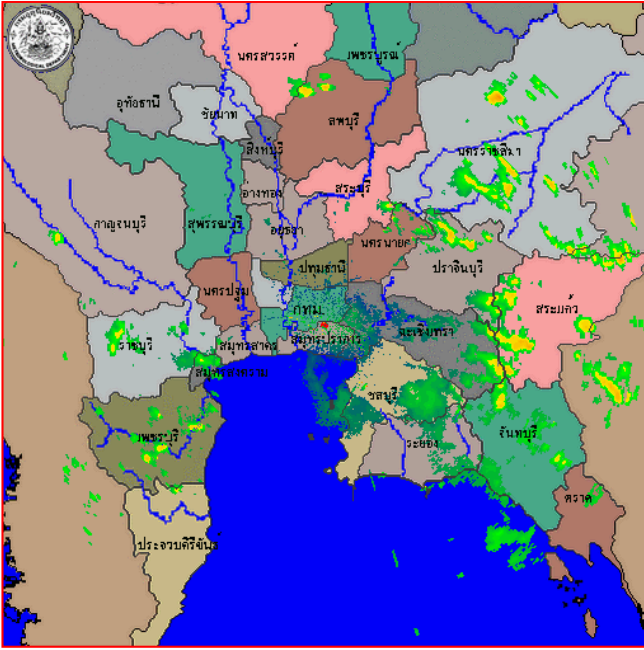 นครสวรรค์
เพชรบูรณ์
อุทัยธานี
ชัยนาท
ลพบุรี
สิงห์บุรี
นครราชสีมา
สระบุรี
อ่างทอง
กาญจนบุรี
สุพรรณบุรี
อยุธยา
นครนายก
ปราจีนบุรี
ปทุมธานี
นครปฐม
สระแก้ว
กทม.
ฉะเชิงเทรา
ราชบุรี
สมุทรสาคร
สมุทรปราการ
สมุทรสงคราม
ชลบุรี
เพชรบุรี
ระยอง
จันทบุรี
ตราด
ประจวบคีรีขันธ์